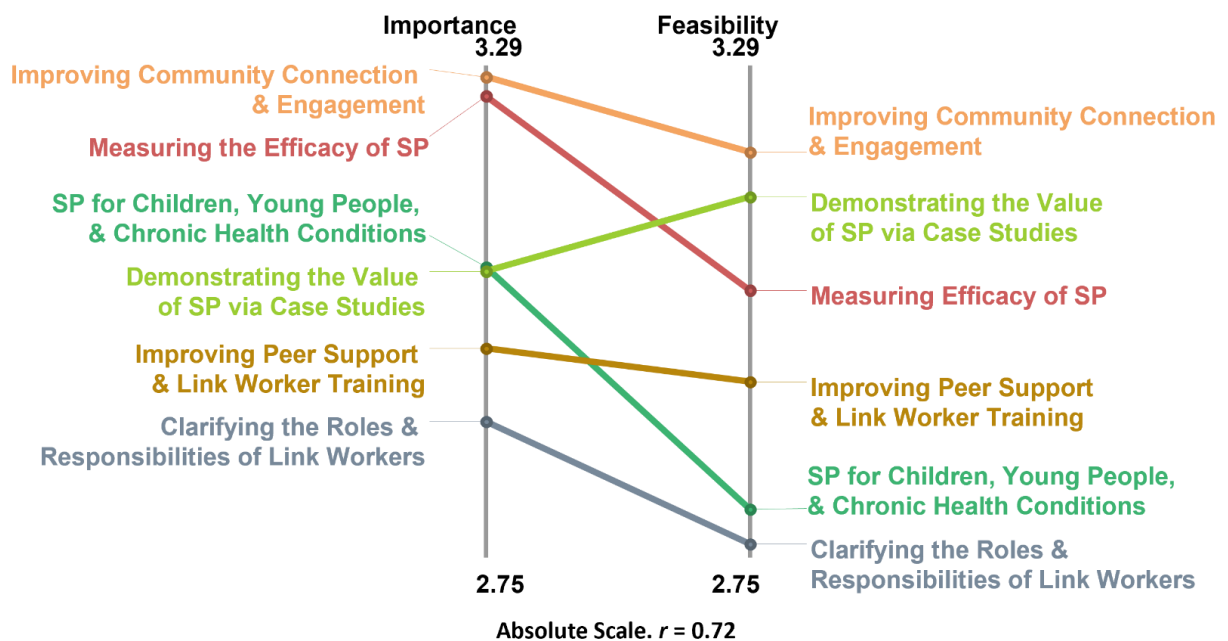 Importance
3.29
Feasibility
3.29
Improving Community Connection
& Engagement
Measuring the Efficacy of SP
SP for Children, Young People,
& Chronic Health Conditions
Demonstrating the Value
of SP via Case Studies
Improving Peer Support
& Link Worker Training
Clarifying the Roles &
Responsibilities of Link Workers
2.75
Improving Community Connection
& Engagement
Demonstrating the Value
of SP via Case Studies
Measuring Efficacy of SP
Improving Peer Support
& Link Worker Training
SP for Children, Young People,
& Chronic Health Conditions
Clarifying the Roles &
Responsibilities of Link Workers
2.75
Absolute Scale. r = 0.72